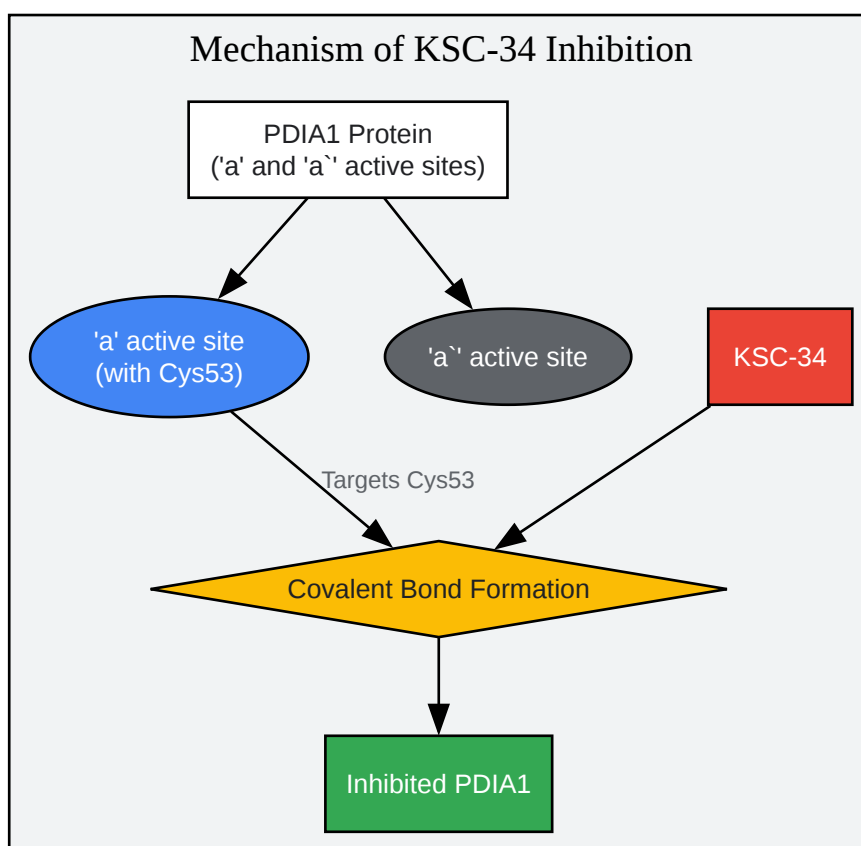 Mechanism of KSC-34 Inhibition
PDIA1 Protein
('a' and 'a`' active sites)
'a' active site
(with Cys53)
'a`' active site
KSC-34
Targets Cys53
Covalent Bond Formation
Inhibited PDIA1